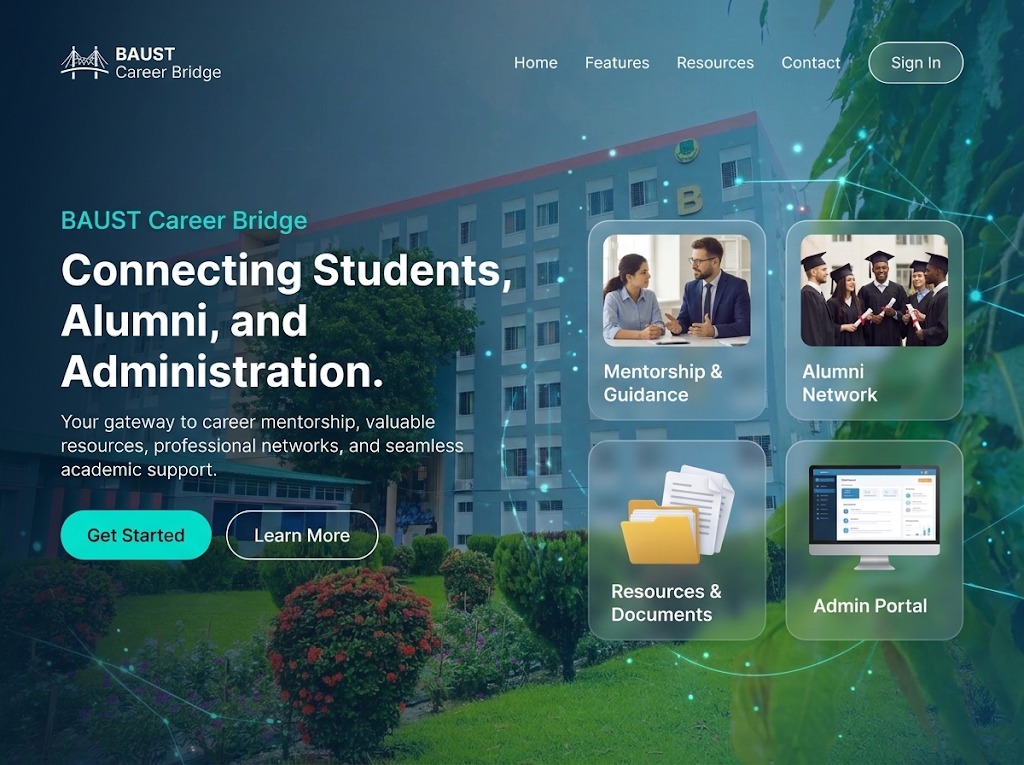 BAUST
Career Bridge
Home
Features
Resources
Contact
Sign In
B
BAUST Career Bridge
Connecting Students,
Alumni, and
Administration.
Your gateway to career mentorship, valuable
resources, professional networks, and seamless
academic support.
Get Started
Learn More
Mentorship &
Guidance
Alumni
Network
Resources &
Documents
Admin Portal